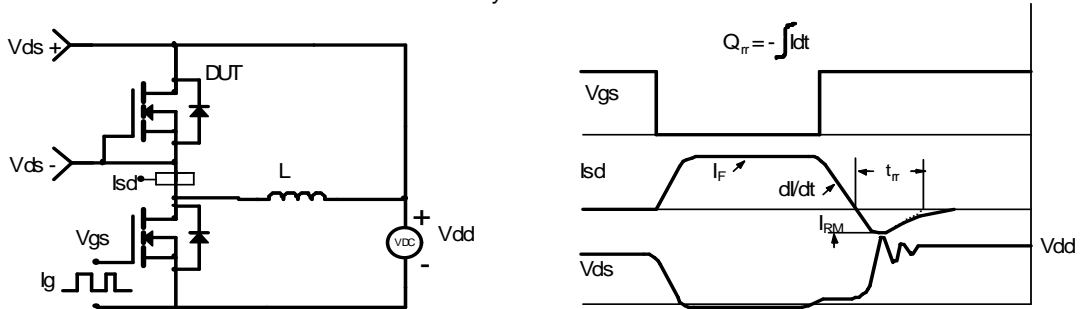 Vds +
DUT
Vds -
Isd
L
Vgs
Ig
+
VDC
-
Vdd
Qrr = - ∫ Idt
Vgs
Isd
IF
dI/dt
trr
IRM
Vds
Vdd